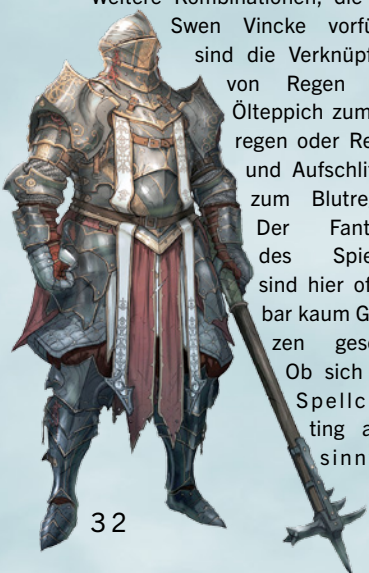 Weitere Kombinationen, die
Swen Vincke vorfü
sind die Verknüpf
von Regen
Ölteppich zum
regen oder Re
und Aufschli
zum Blutre
Der Fant
des Spie
sind hier of
bar kaum G
zen gese
Ob sich
Spellc
ting a
sinn
32